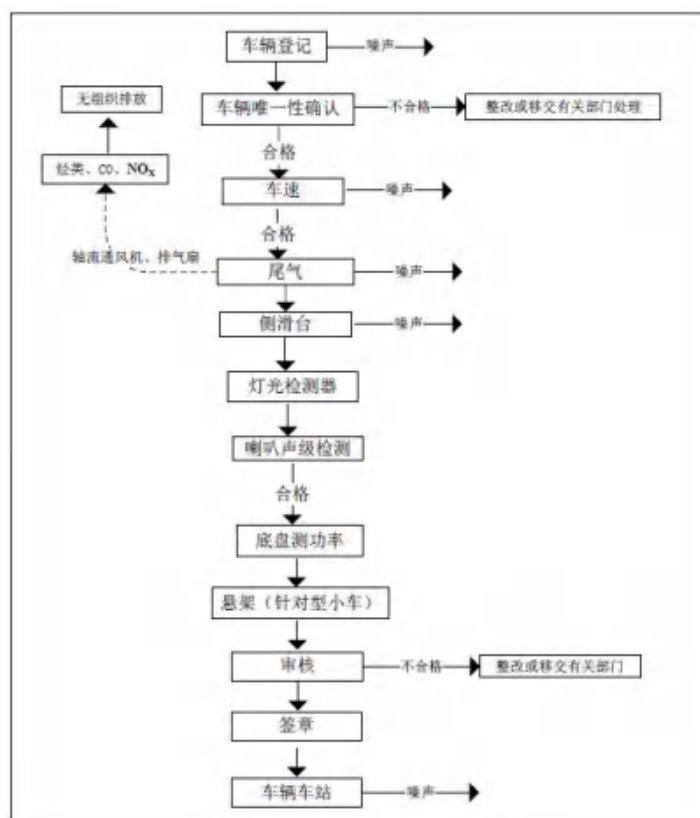 车辆登记
噪声
无组织排放
车辆唯一性确认
不合格
整改或移交有关部门处理
合格
烃类、CO、NOX
车速
噪声
合格
轴流通风机、排气扇
尾气
噪声
侧滑台
噪声
灯光检测器
喇叭声级检测
合格
底盘测功率
悬架（针对型小车）
审核
不合格
整改或移交有关部门
签章
车辆车站
噪声